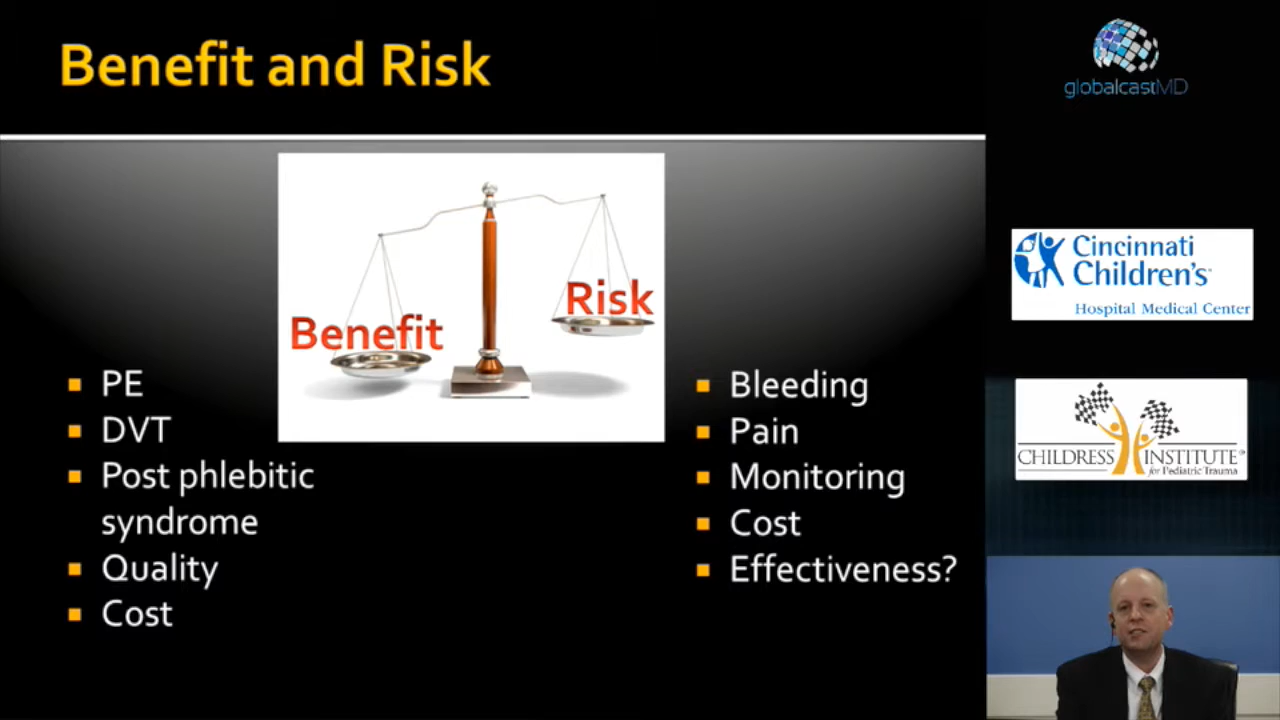 Benefit and Risk
globalcastMD
Benefit
Risk
PE
DVT
Post phlebitic
syndrome
Quality
Cost
Bleeding
Pain
Monitoring
Cost
Effectiveness?
Cincinnati
Children's
Hospital Medical Center
CHILDRESS INSTITUTE
for Pediatric Trauma